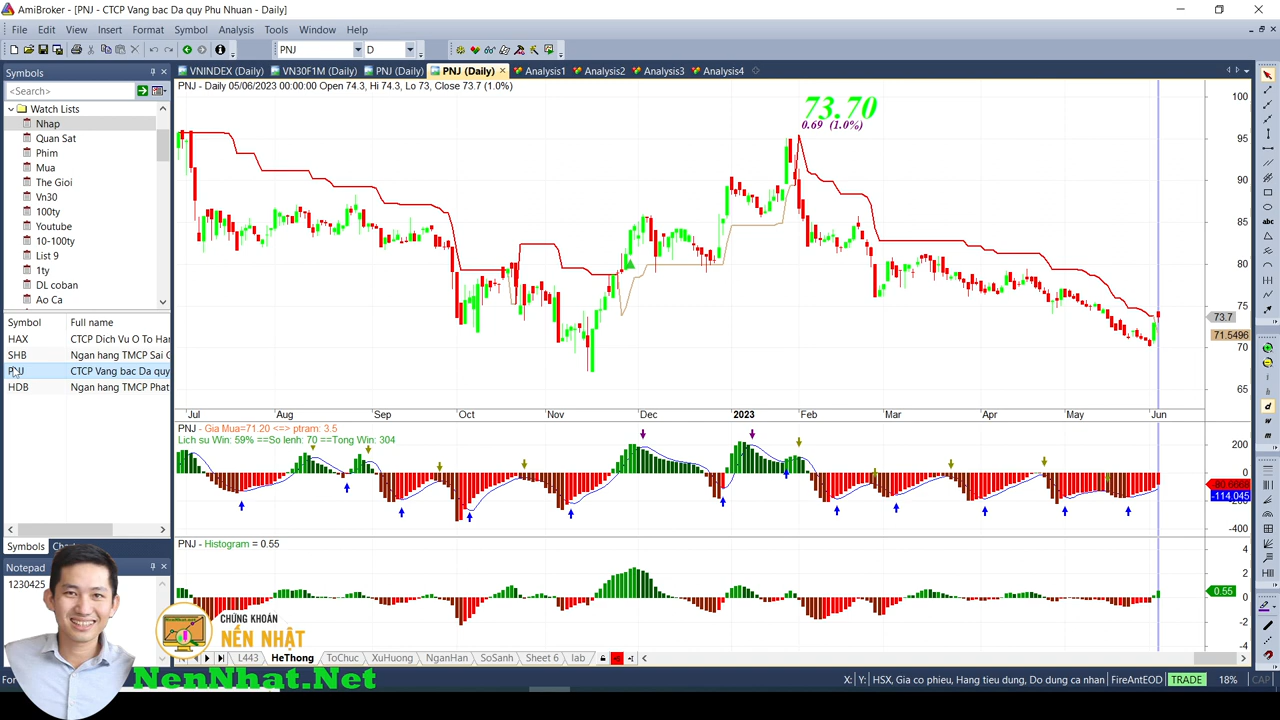 AmiBroker - [PNJ - CTCP Vang bac Da quy Phu Nhuan - Daily]
File Edit View Insert Format Symbol Analysis Tools Window Help
PNJ D
Symbols
VNINDEX (Daily) VN30F1M (Daily) PNJ (Daily) PNJ (Daily) Analysis1 Analysis2 Analysis3 Analysis4
<Search>
PNJ - Daily 05/06/2023 00:00:00 Open 74.3, Hi 74.3, Lo 73, Close 73.7 (1.0%)
Watch Lists
Nhap
Quan Sat
Phim
Mua
The Gioi
Vn30
100ty
Youtube
10-100ty
List 9
1ty
DL coban
Ao Ca
73.70
0.69 (1.0%)
100
95
90
85
80
75
73.7
71.5496
70
65
Symbol Full name
HAX CTCP Dich Vu O To Han
SHB Ngan hang TMCP Sai G
PNJ CTCP Vang bac Da quy
HDB Ngan hang TMCP Phat
Jul Aug Sep Oct Nov Dec 2023 Feb Mar Apr May Jun
PNJ - Gia Mua=71.20 <=> ptram: 3.5
Lich su Win: 59% ==So lenh: 70 ==Tong Win: 304
200
0
-114.045
-200
-400
PNJ - Histogram = 0.55
4
2
0.55
0
-2
-4
Symbols
Notepad
1230425
CHỨNG KHOÁN
NẾN NHẬT
NenNhat.Net
L443 HeThong ToChuc XuHuong NganHan SoSanh Sheet 6 lab
For
X: Y: HSX, Gia co phieu, Hang tieu dung, Do dung ca nhan FireAntEOD TRADE 18% CAP